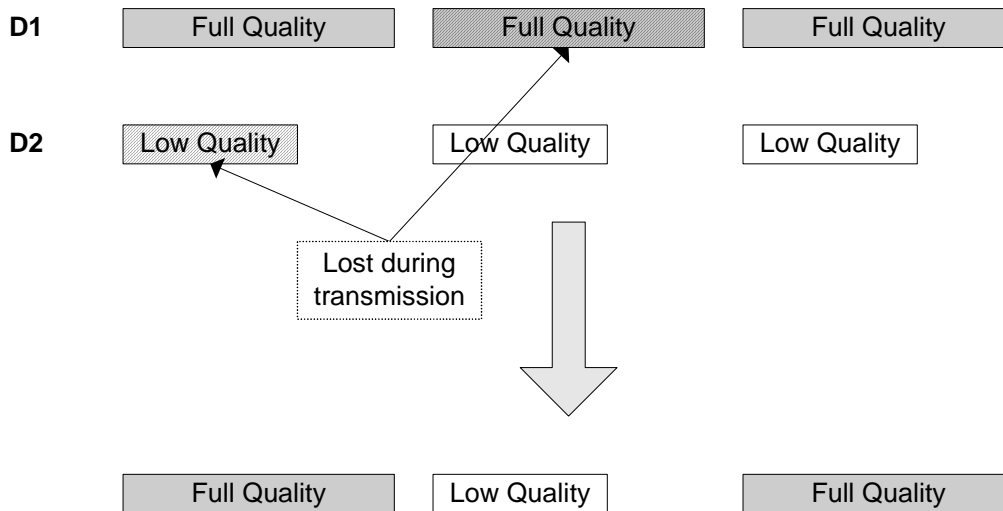 D1 Full Quality Full Quality Full Quality
D2 Low Quality Low Quality Low Quality
Lost during
transmission
Full Quality Low Quality Full Quality